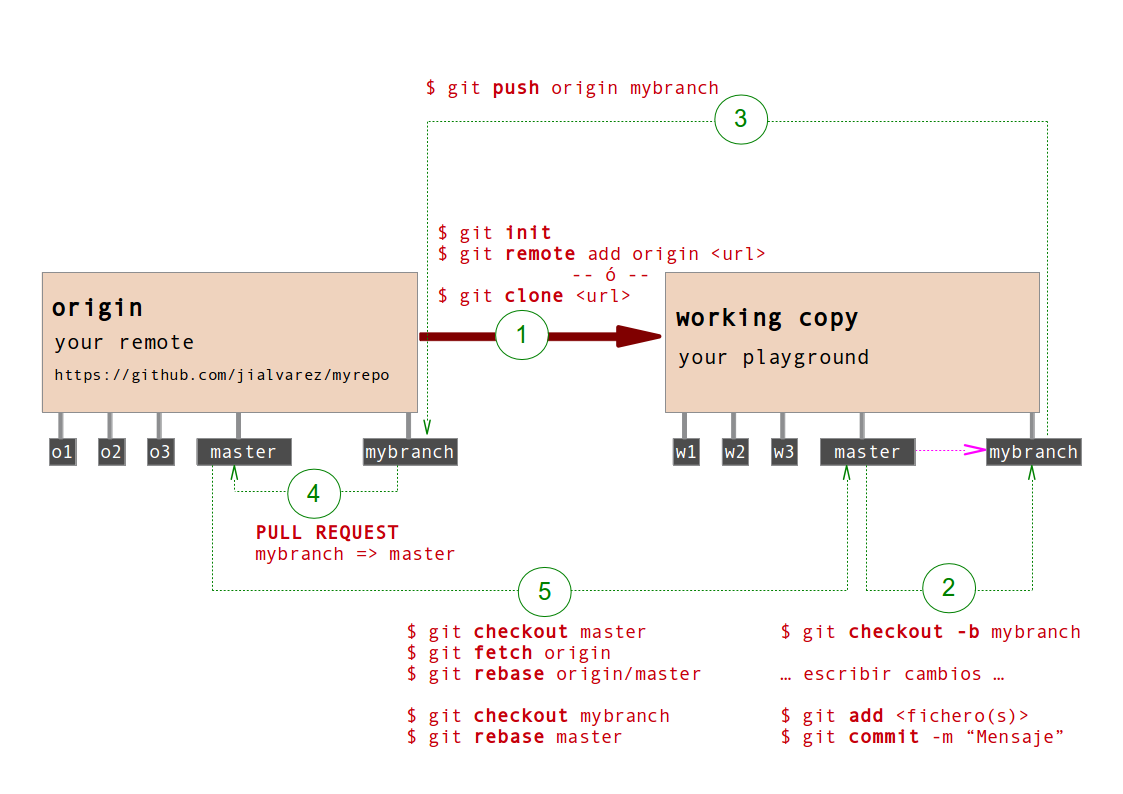 $ git push origin mybranch
3
$ git init
$ git remote add origin <url>
-- ó --
$ git clone <url>
origin
your remote
https://github.com/jialvarez/myrepo
1
working copy
your playground
o1 o2 o3 master mybranch
w1 w2 w3 master mybranch
4
PULL REQUEST
mybranch => master
5
2
$ git checkout master
$ git fetch origin
$ git rebase origin/master
$ git checkout mybranch
$ git rebase master
$ git checkout -b mybranch
… escribir cambios …
$ git add <fichero(s)>
$ git commit -m “Mensaje”